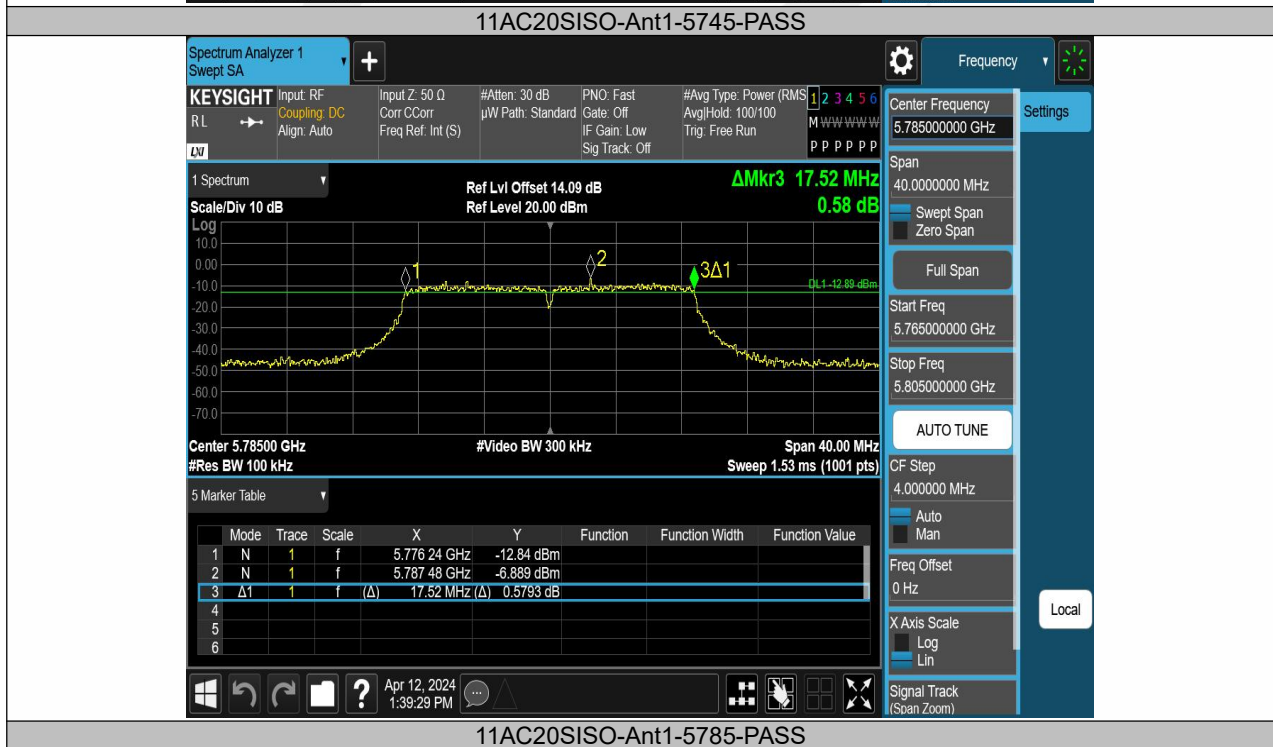 11AC20SISO-Ant1-5745-PASS
Spectrum Analyzer 1
Swept SA
+
Frequency
KEYSIGHT
RL
LXI
Input: RF
Coupling: DC
Align: Auto
Input Z: 50 Ω
Corr CCorr
Freq Ref: Int (S)
#Atten: 30 dB
µW Path: Standard
PNO: Fast
Gate: Off
IF Gain: Low
Sig Track: Off
#Avg Type: Power (RMS
Avg|Hold: 100/100
Trig: Free Run
1 2 3 4 5 6
M W W W W W
P P P P P P
1 Spectrum
Scale/Div 10 dB
Ref Lvl Offset 14.09 dB
Ref Level 20.00 dBm
ΔMkr3 17.52 MHz
0.58 dB
Log
10.0
0.00
-10.0
-20.0
-30.0
-40.0
-50.0
-60.0
-70.0
1
2
3Δ1
DL1 -12.89 dBm
Center 5.78500 GHz
#Video BW 300 kHz
Span 40.00 MHz
#Res BW 100 kHz
Sweep 1.53 ms (1001 pts)
5 Marker Table
Mode Trace Scale X Y Function Function Width Function Value
1 N 1 f 5.776 24 GHz -12.84 dBm
2 N 1 f 5.787 48 GHz -6.889 dBm
3 Δ1 1 f (Δ) 17.52 MHz (Δ) 0.5793 dB
4
5
6
?
Apr 12, 2024
1:39:29 PM
Center Frequency
5.785000000 GHz
Settings
Span
40.0000000 MHz
Swept Span
Zero Span
Full Span
Start Freq
5.765000000 GHz
Stop Freq
5.805000000 GHz
AUTO TUNE
CF Step
4.000000 MHz
Auto
Man
Freq Offset
0 Hz
Local
X Axis Scale
Log
Lin
Signal Track
(Span Zoom)
11AC20SISO-Ant1-5785-PASS